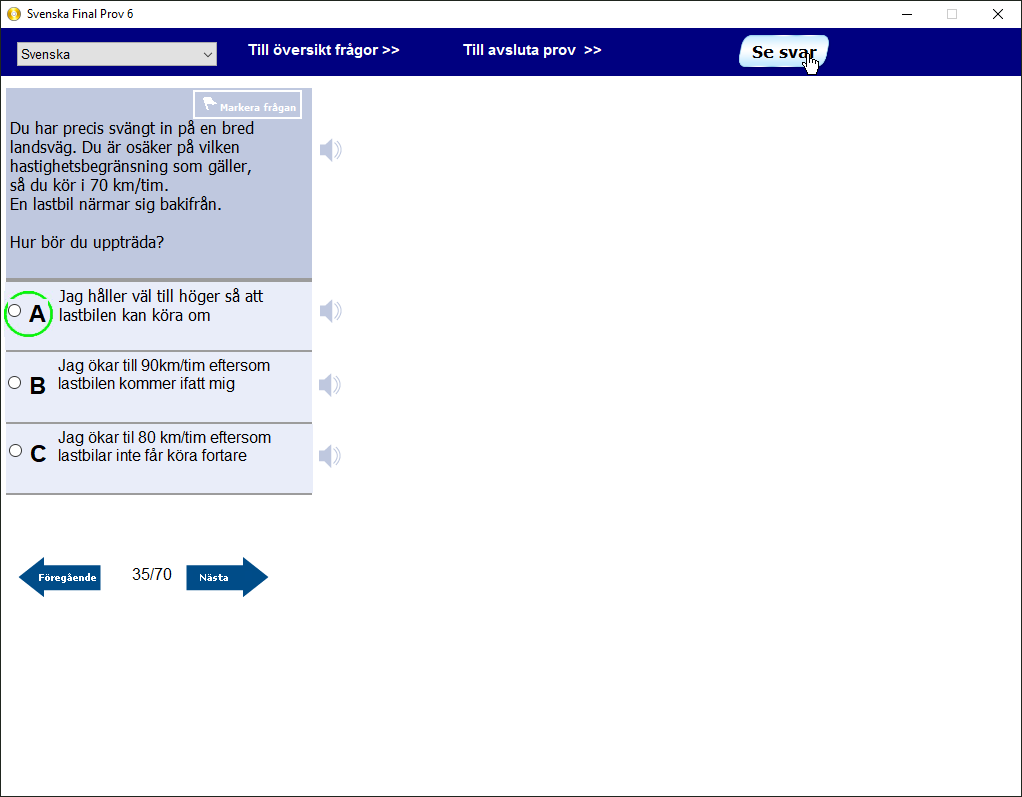 Svenska Final Prov 6
Svenska
Till översikt frågor >>
Till avsluta prov >>
Se svar
Markera frågan
Du har precis svängt in på en bred
landsväg. Du är osäker på vilken
hastighetsbegränsning som gäller,
så du kör i 70 km/tim.
En lastbil närmar sig bakifrån.
Hur bör du uppträda?
A
Jag håller väl till höger så att
lastbilen kan köra om
B
Jag ökar till 90km/tim eftersom
lastbilen kommer ifatt mig
C
Jag ökar til 80 km/tim eftersom
lastbilar inte får köra fortare
Föregående
35/70
Nästa